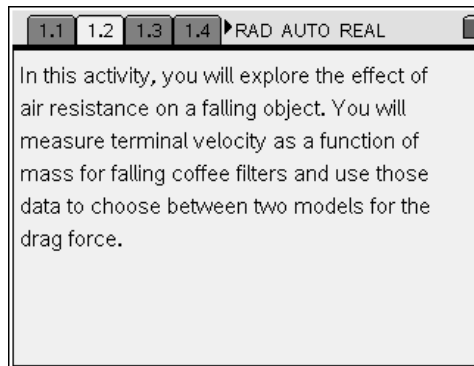 1.1 1.2 1.3 1.4 RAD AUTO REAL
In this activity, you will explore the effect of
air resistance on a falling object. You will
measure terminal velocity as a function of
mass for falling coffee filters and use those
data to choose between two models for the
drag force.